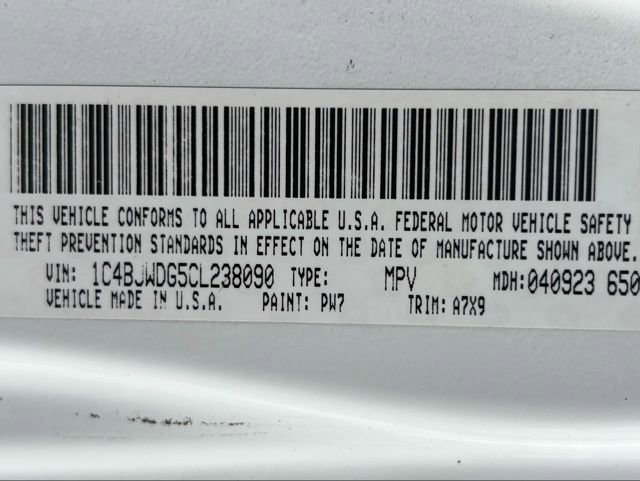 THIS VEHICLE CONFORMS TO ALL APPLICABLE U.S.A. FEDERAL MOTOR VEHICLE SAFETY
THEFT PREVENTION STANDARDS IN EFFECT ON THE DATE OF MANUFACTURE SHOWN ABOVE.
VIN: 1C4BJWDG5CL238090 TYPE: MPV MDH:040923 650
VEHICLE MADE IN U.S.A. PAINT: PW7 TRIM: A7X9